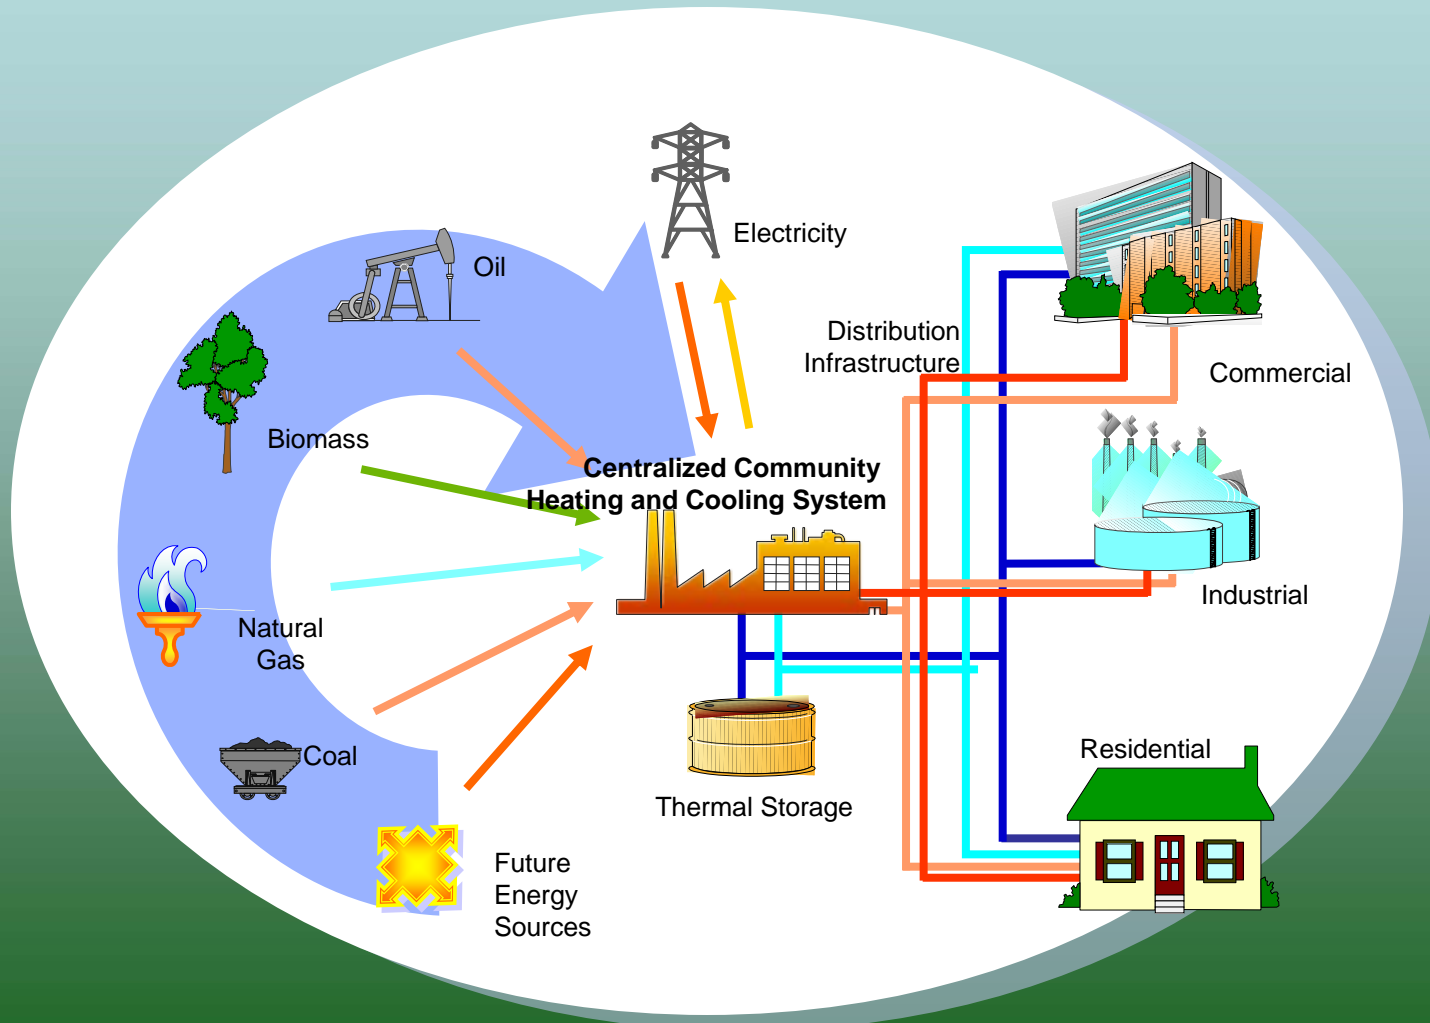 Electricity
Oil
Distribution
Infrastructure
Commercial
Biomass
Centralized Community
Heating and Cooling System
Industrial
Natural
Gas
Coal
Residential
Thermal Storage
Future
Energy
Sources